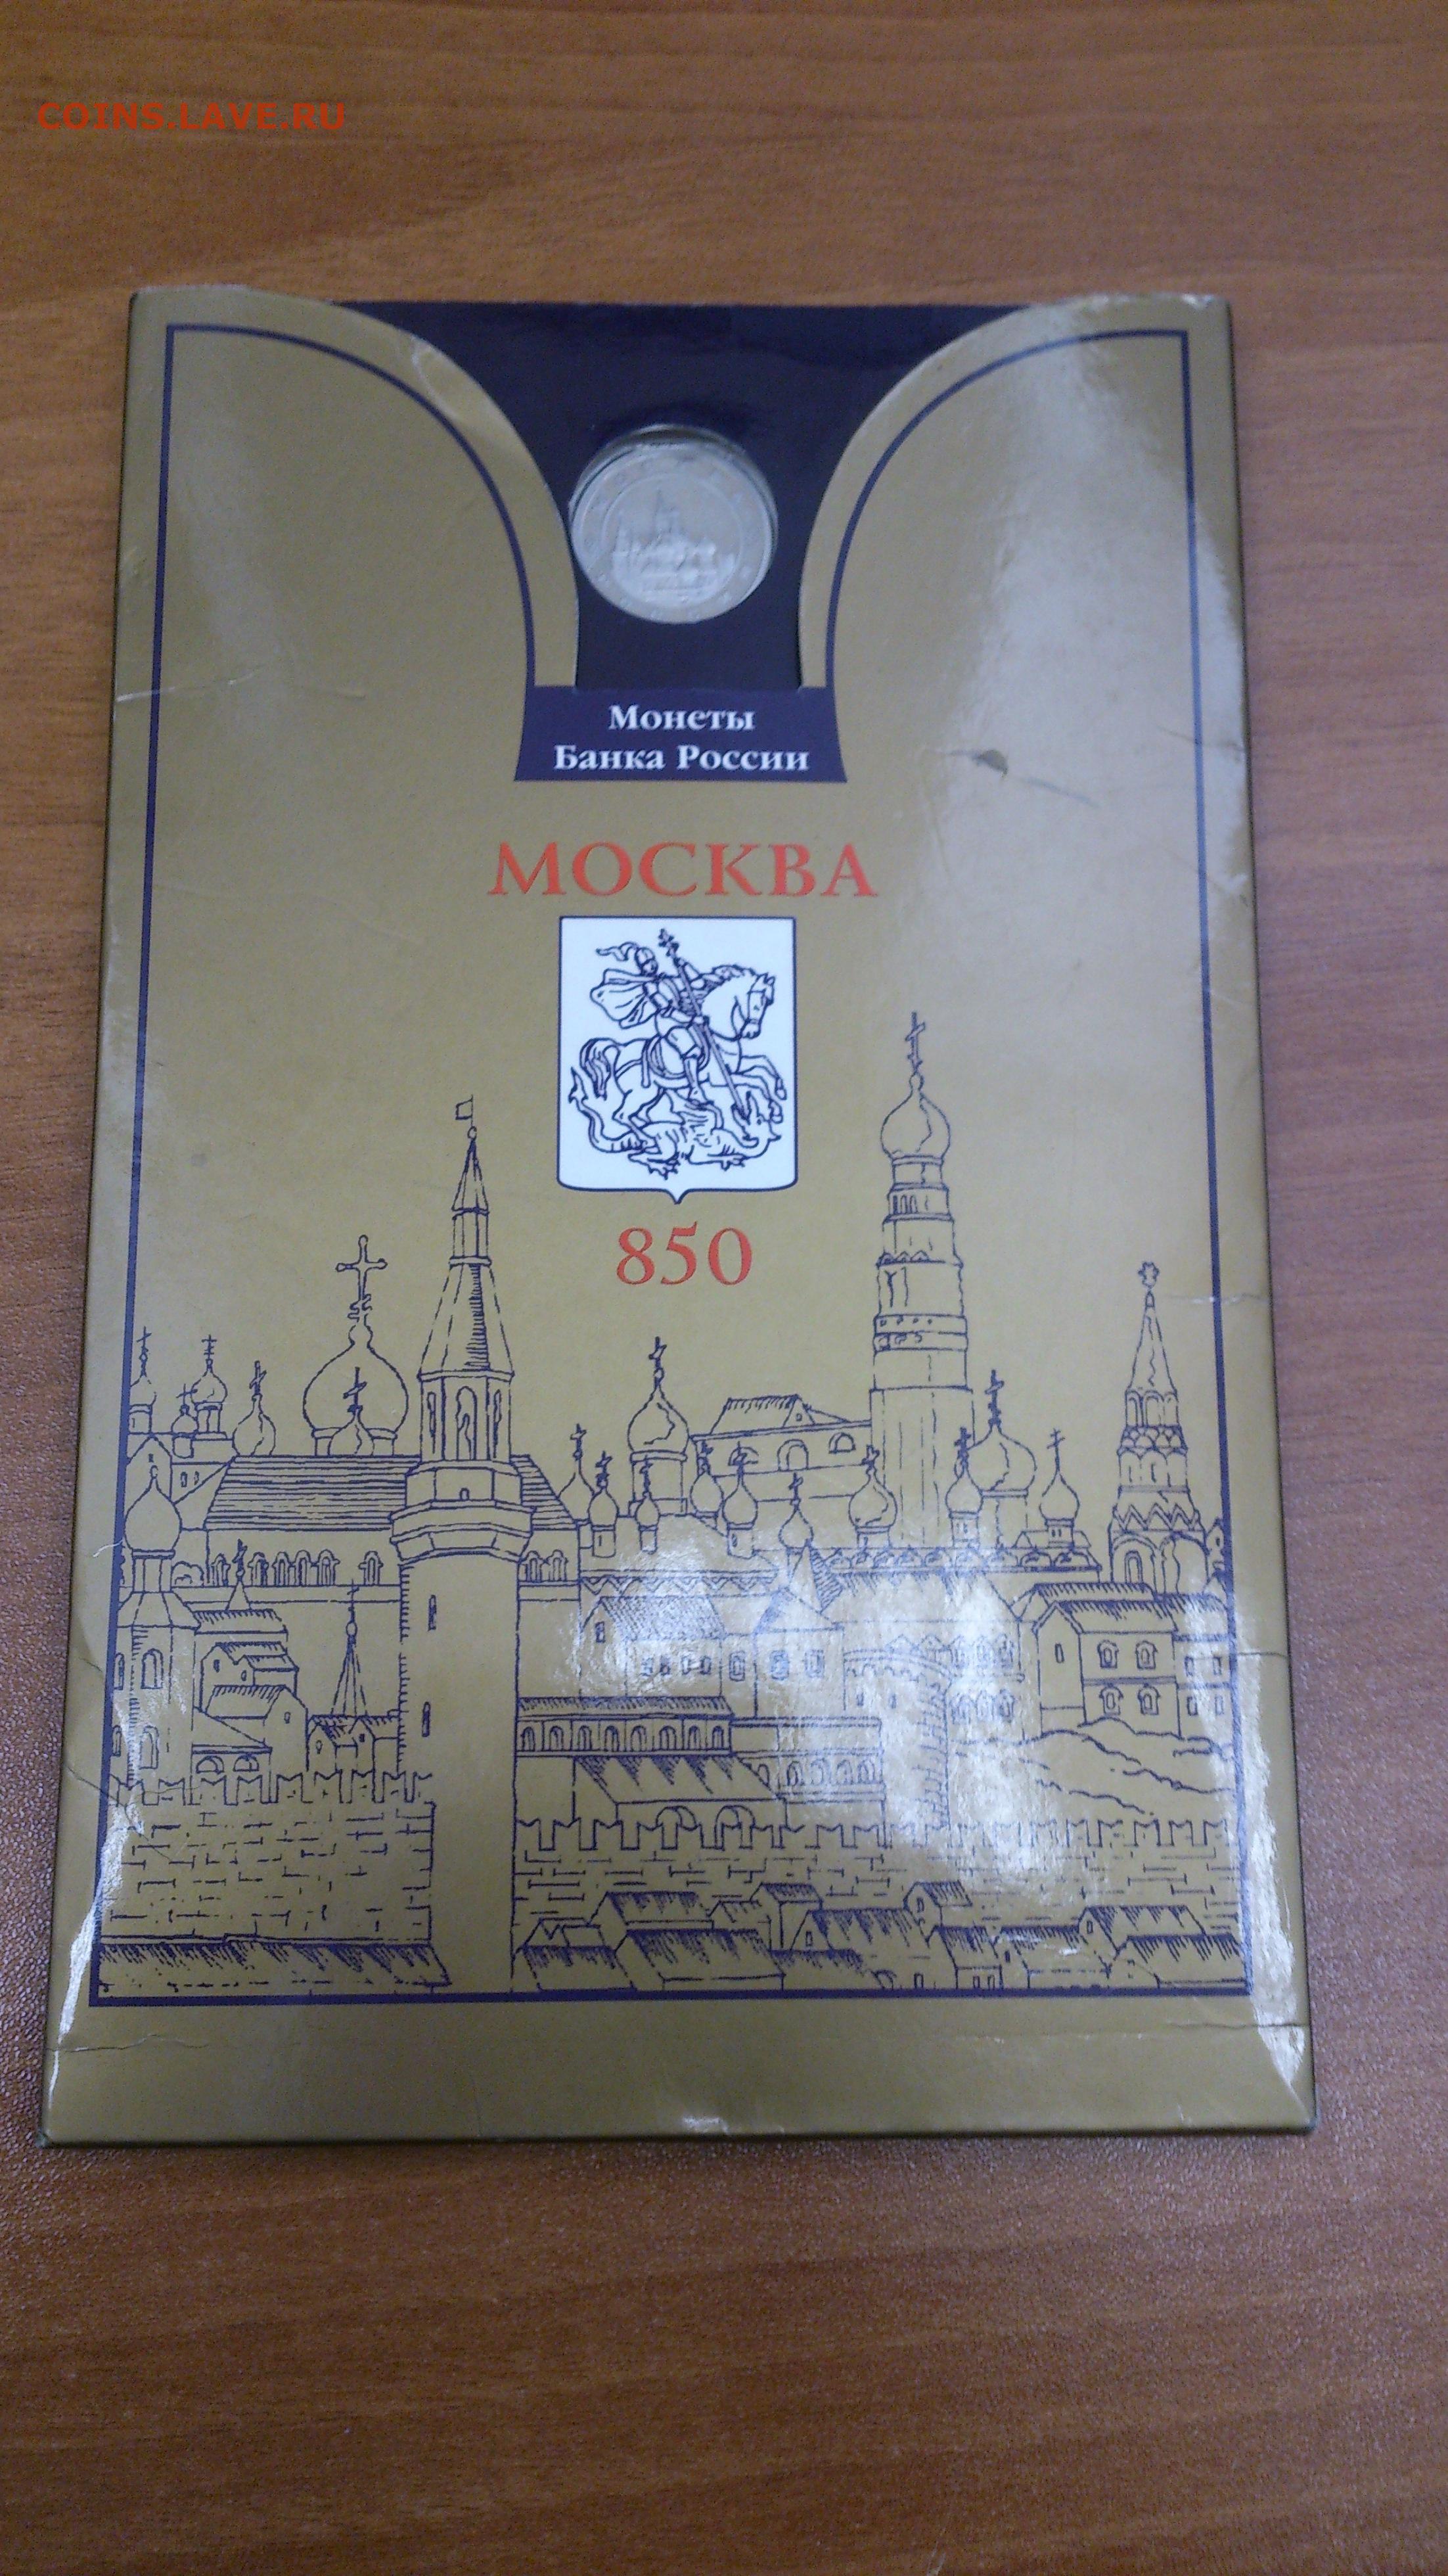 COINS.LAVE.RU
Монеты
Банка России
МОСКВА
850